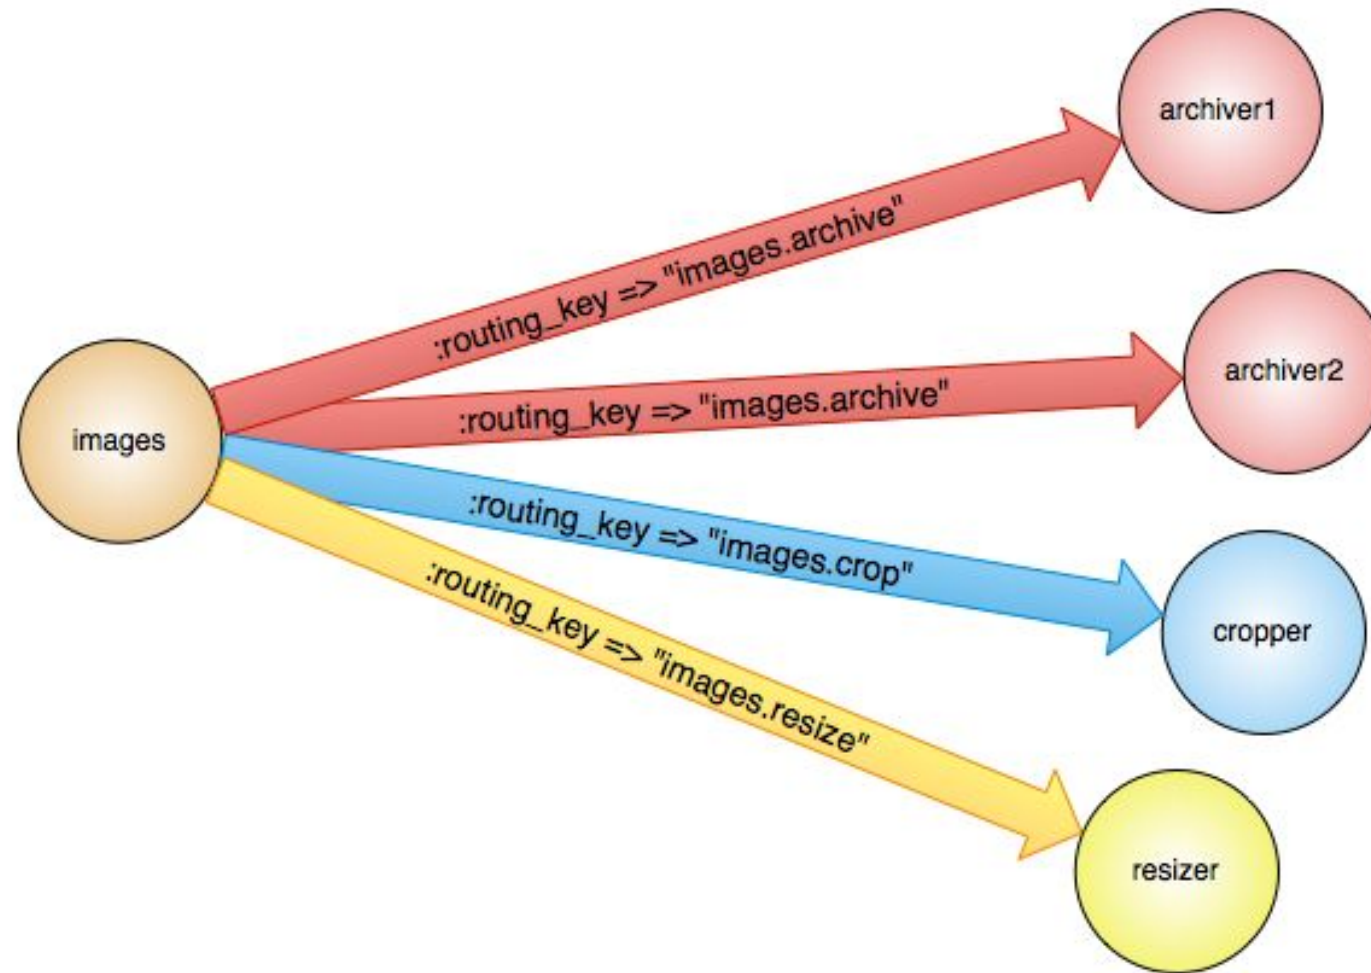 archiver1
:routing_key => "images.archive"
archiver2
:routing_key => "images.archive"
images
:routing_key => "images.crop"
cropper
:routing_key => "images.resize"
resizer